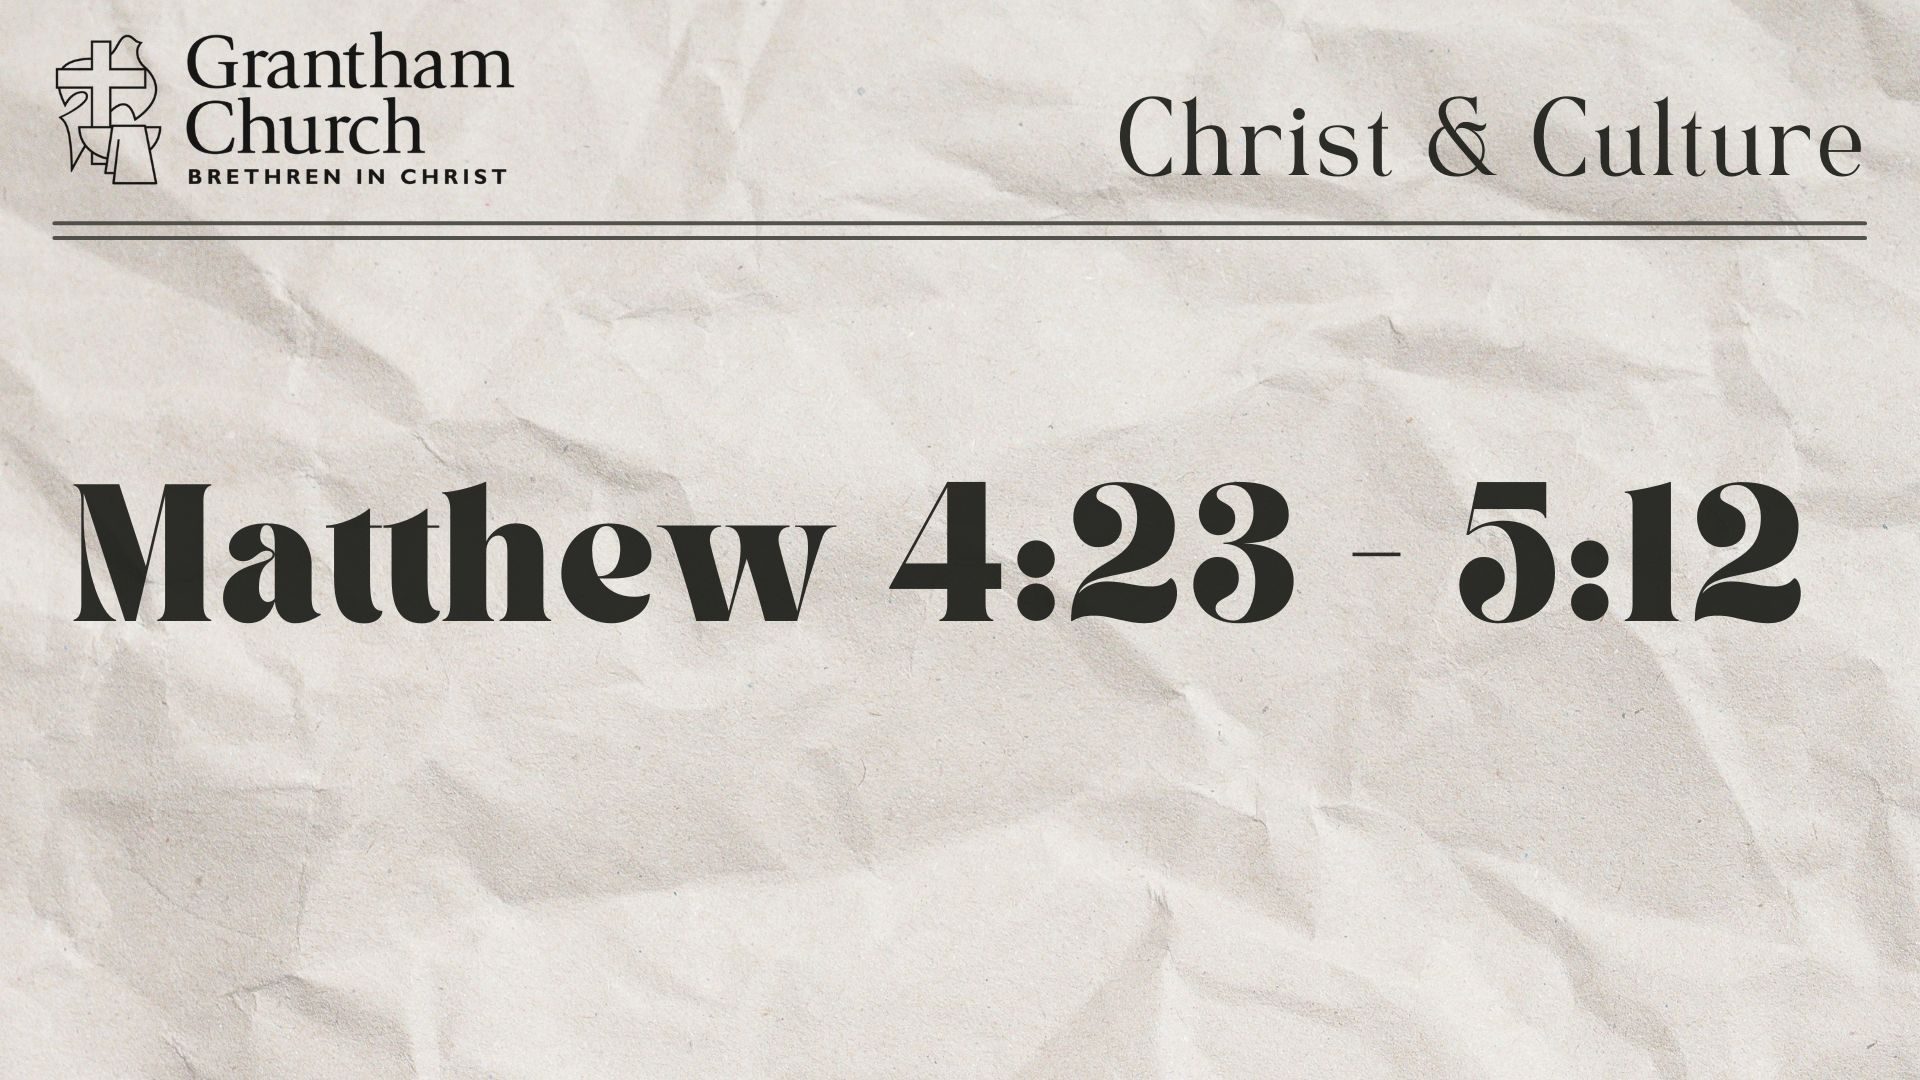 Grantham
Church
BRETHREN IN CHRIST
Christ & Culture
Matthew 4:23 - 5:12